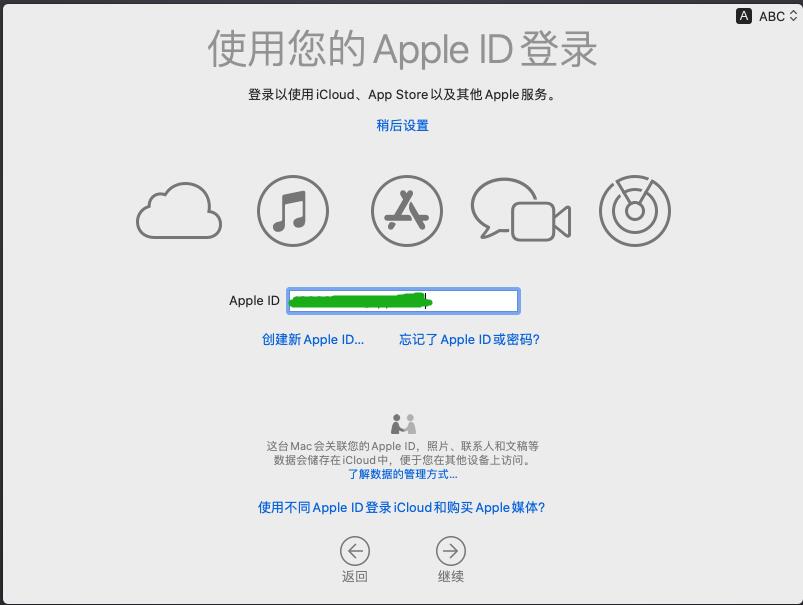 A ABC
使用您的 Apple ID 登录
登录以使用 iCloud、App Store 以及其他 Apple 服务。
稍后设置
Apple ID
创建新 Apple ID... 忘记了 Apple ID 或密码?
这台 Mac 会关联您的 Apple ID，照片、联系人和文稿等
数据会储存在 iCloud 中，便于您在其他设备上访问。
了解数据的管理方式...
使用不同 Apple ID 登录 iCloud 和购买 Apple 媒体?
返回 继续